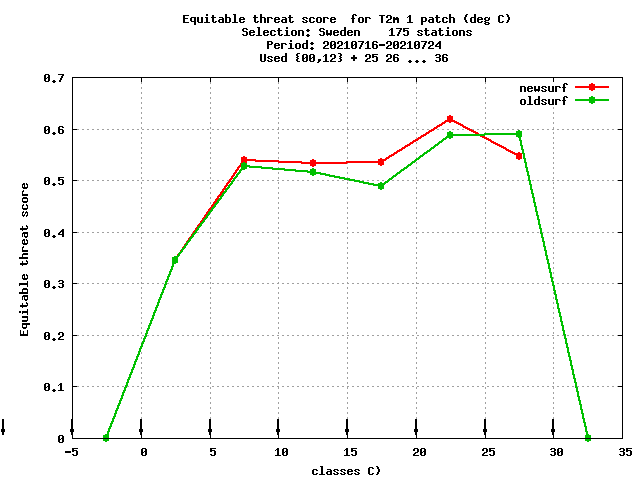 Equitable threat score  for T2m 1 patch (deg C)
Selection: Sweden    175 stations
Period: 20210716-20210724
Used {00,12} + 25 26 ... 36
newsurf
oldsurf
0.7
0.6
0.5
0.4
0.3
0.2
0.1
0
Equitable threat score
-5 0 5 10 15 20 25 30 35
classes C)